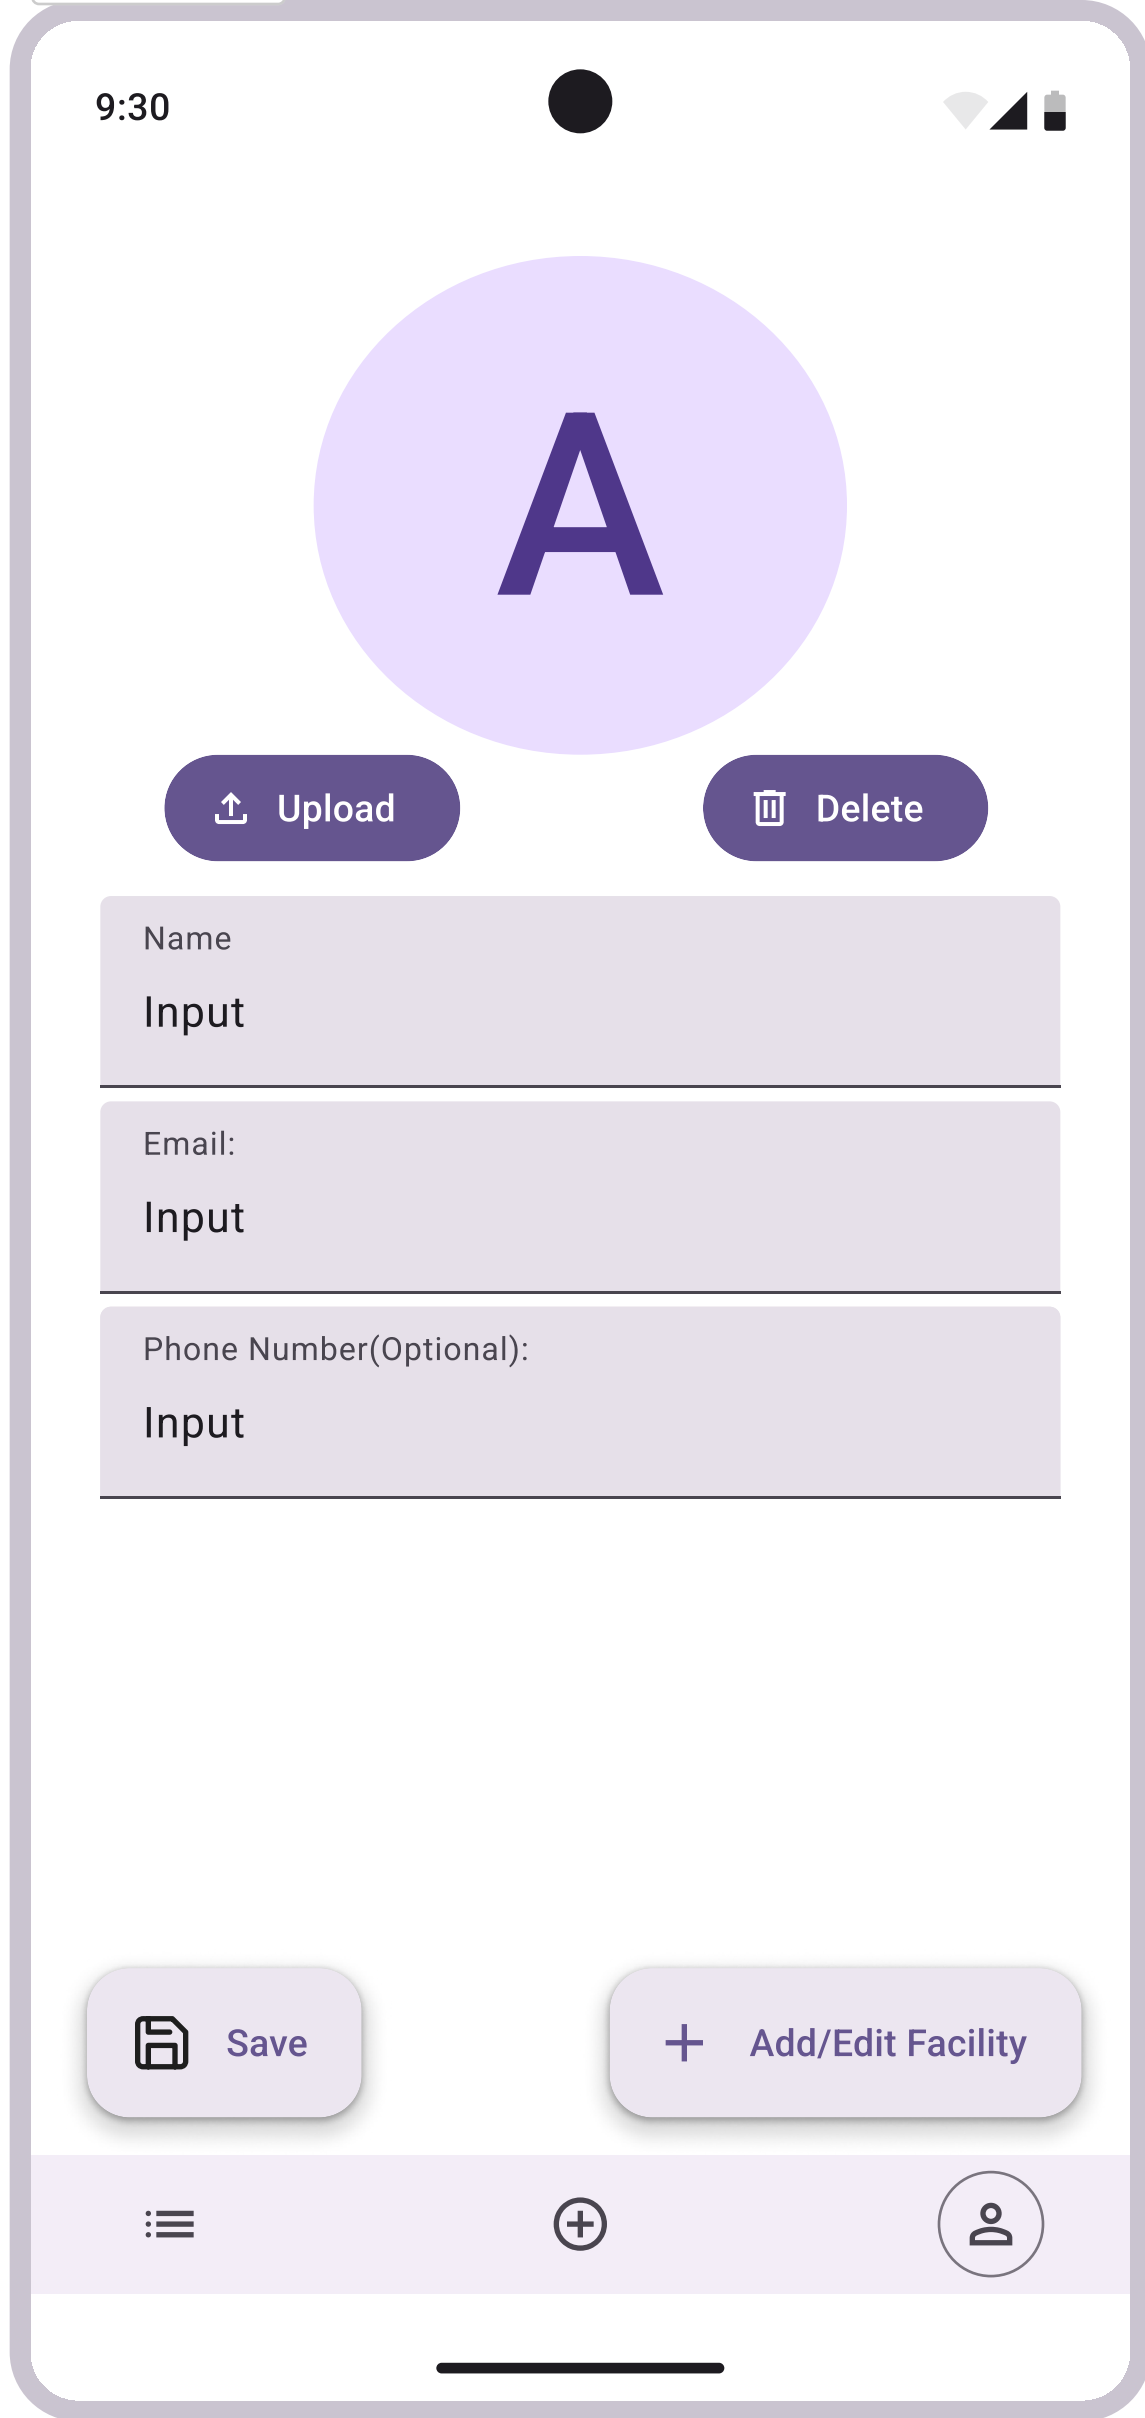 9:30
A
Upload
Delete
Name
Input
Email:
Input
Phone Number(Optional):
Input
Save
Add/Edit Facility